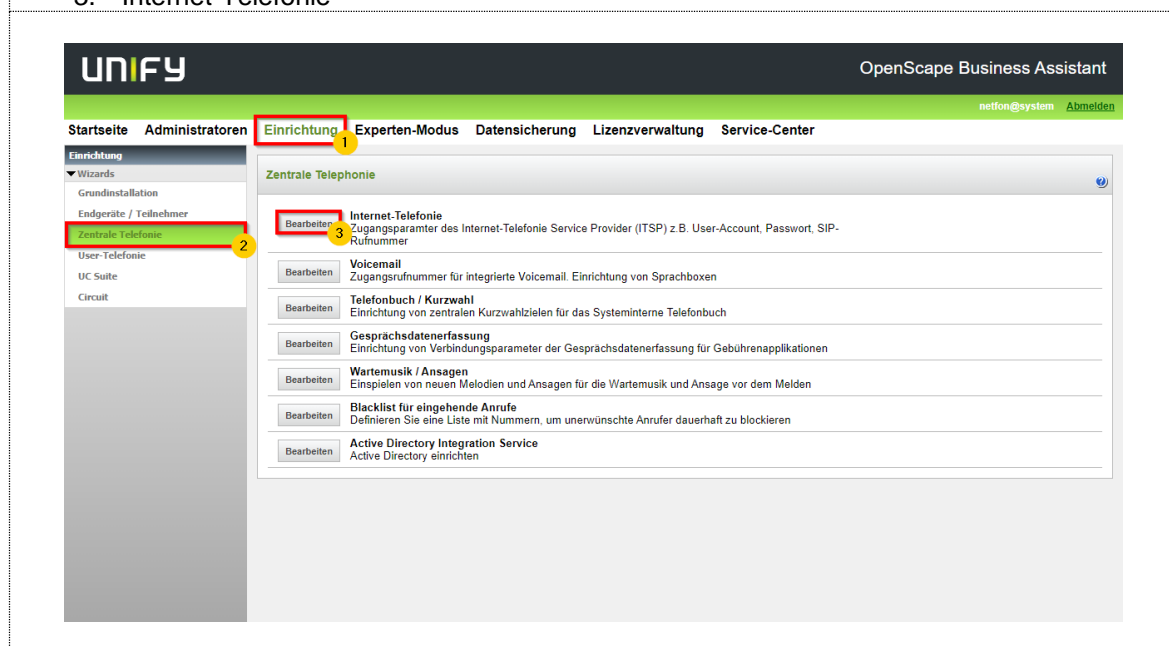 3. Internet-Telefonie
UNIFY
OpenScape Business Assistant
netfon@system Abmelden
Startseite Administratoren Einrichtung Experten-Modus Datensicherung Lizenzverwaltung Service-Center
1
Einrichtung
Wizards
Grundinstallation
Endgeräte / Teilnehmer
Zentrale Telefonie
2
User-Telefonie
UC Suite
Circuit
Zentrale Telephonie
Bearbeiten
3
Internet-Telefonie
Zugangsparamter des Internet-Telefonie Service Provider (ITSP) z.B. User-Account, Passwort, SIP-
Rufnummer
Bearbeiten
Voicemail
Zugangsrufnummer für integrierte Voicemail. Einrichtung von Sprachboxen
Bearbeiten
Telefonbuch / Kurzwahl
Einrichtung von zentralen Kurzwahlzielen für das Systeminterne Telefonbuch
Bearbeiten
Gesprächsdatenerfassung
Einrichtung von Verbindungsparameter der Gesprächsdatenerfassung für Gebührenapplikationen
Bearbeiten
Wartemusik / Ansagen
Einspielen von neuen Melodien und Ansagen für die Wartemusik und Ansage vor dem Melden
Bearbeiten
Blacklist für eingehende Anrufe
Definieren Sie eine Liste mit Nummern, um unerwünschte Anrufer dauerhaft zu blockieren
Bearbeiten
Active Directory Integration Service
Active Directory einrichten